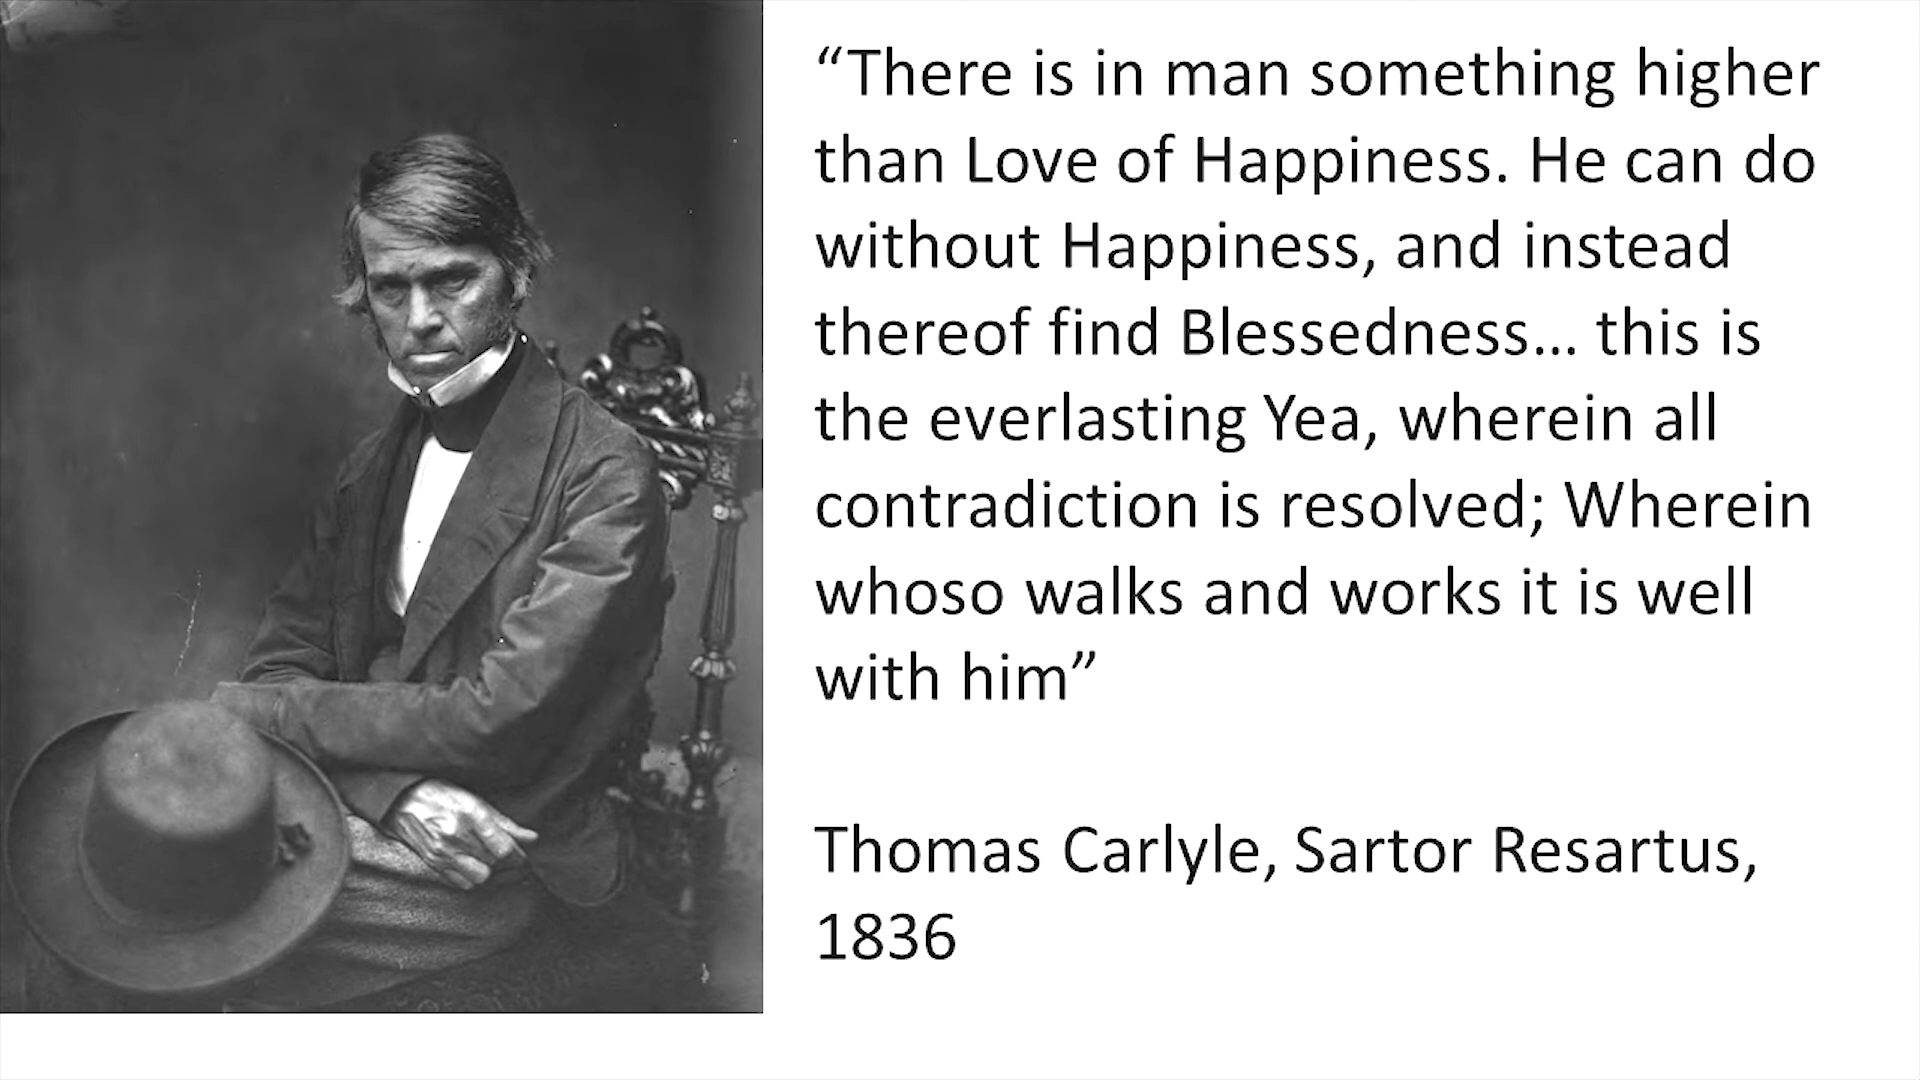 “There is in man something higher
than Love of Happiness. He can do
without Happiness, and instead
thereof find Blessedness... this is
the everlasting Yea, wherein all
contradiction is resolved; Wherein
whoso walks and works it is well
with him”
Thomas Carlyle, Sartor Resartus,
1836